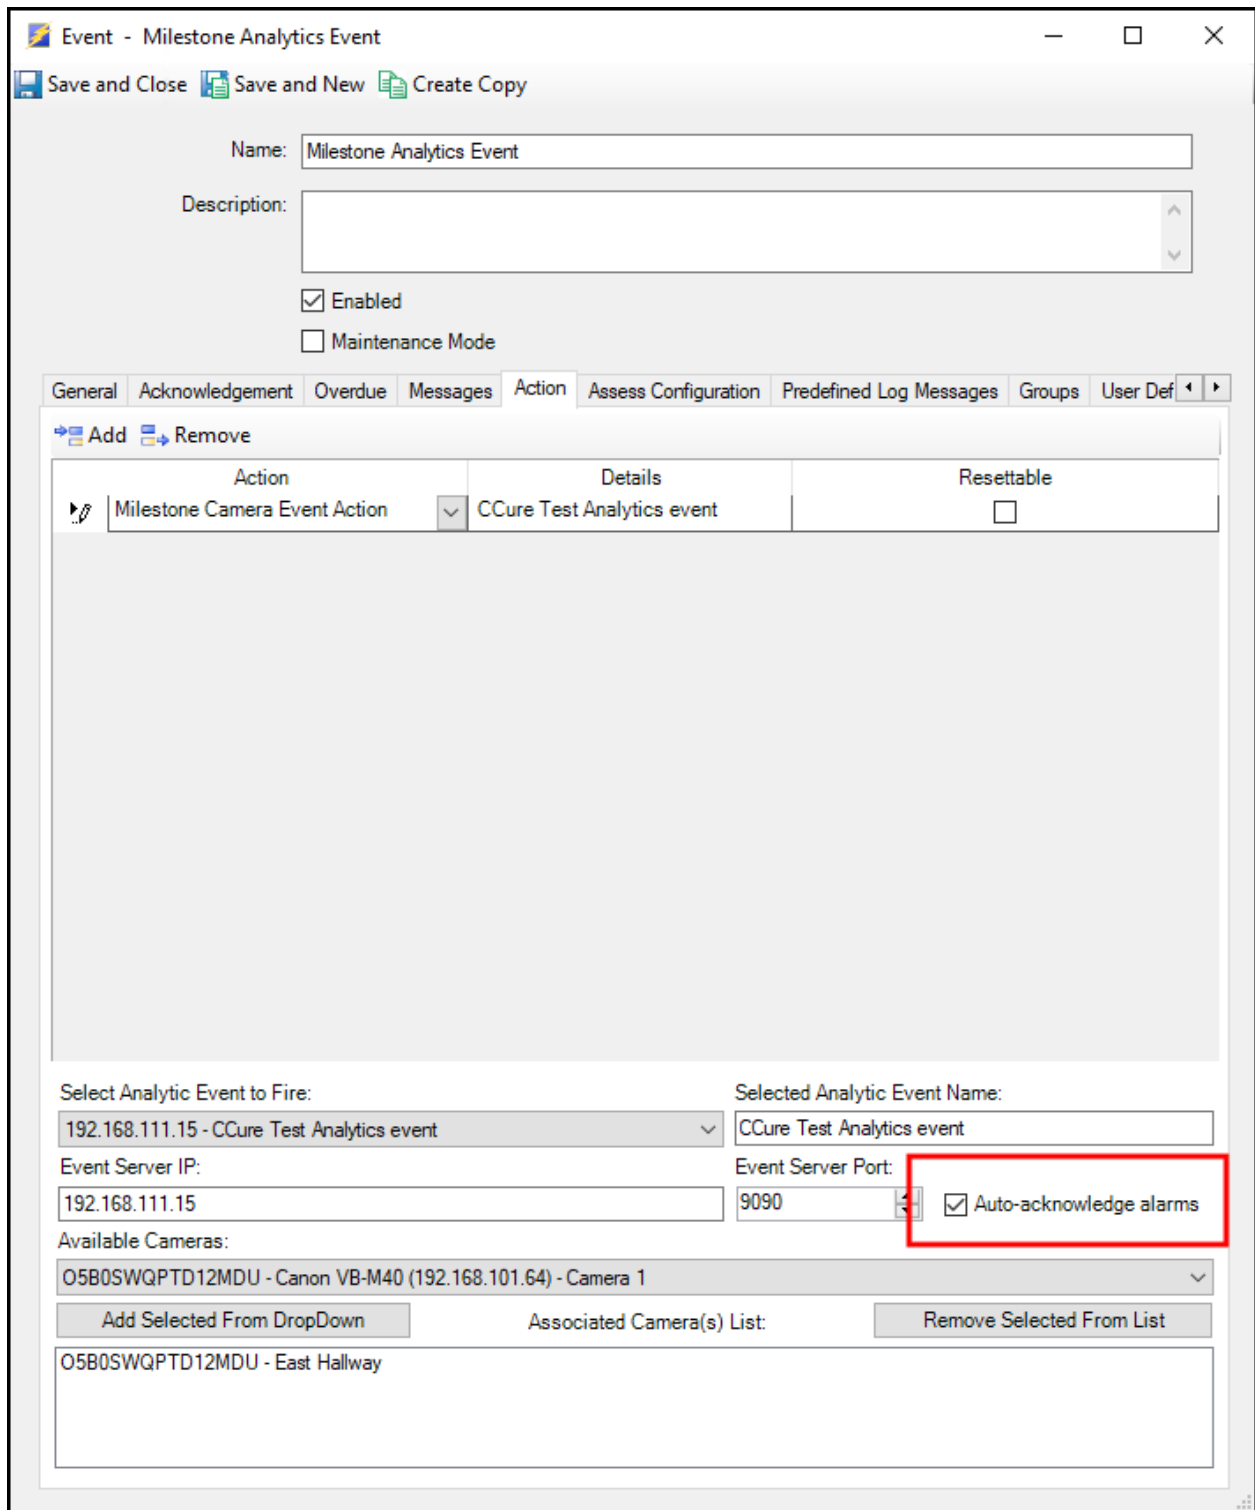 Event - Milestone Analytics Event
Save and Close Save and New Create Copy
Name: Milestone Analytics Event
Description:
Enabled
Maintenance Mode
General Acknowledgement Overdue Messages Action Assess Configuration Predefined Log Messages Groups User Def
Add Remove
Action Details Resettable
Milestone Camera Event Action CCure Test Analytics event
Select Analytic Event to Fire: Selected Analytic Event Name:
192.168.111.15 - CCure Test Analytics event CCure Test Analytics event
Event Server IP: Event Server Port:
192.168.111.15 9090 Auto-acknowledge alarms
Available Cameras:
O5B0SWQPTD12MDU - Canon VB-M40 (192.168.101.64) - Camera 1
Add Selected From DropDown Associated Camera(s) List: Remove Selected From List
O5B0SWQPTD12MDU - East Hallway